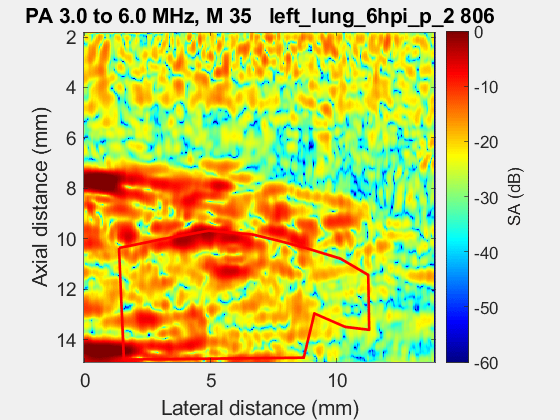 PA 3.0 to 6.0 MHz, M 35 left_lung_6hpi_p_2 806
2
4
6
8
10
12
14
Axial distance (mm)
0 5 10
Lateral distance (mm)
0
-10
-20
-30
-40
-50
-60
SA (dB)